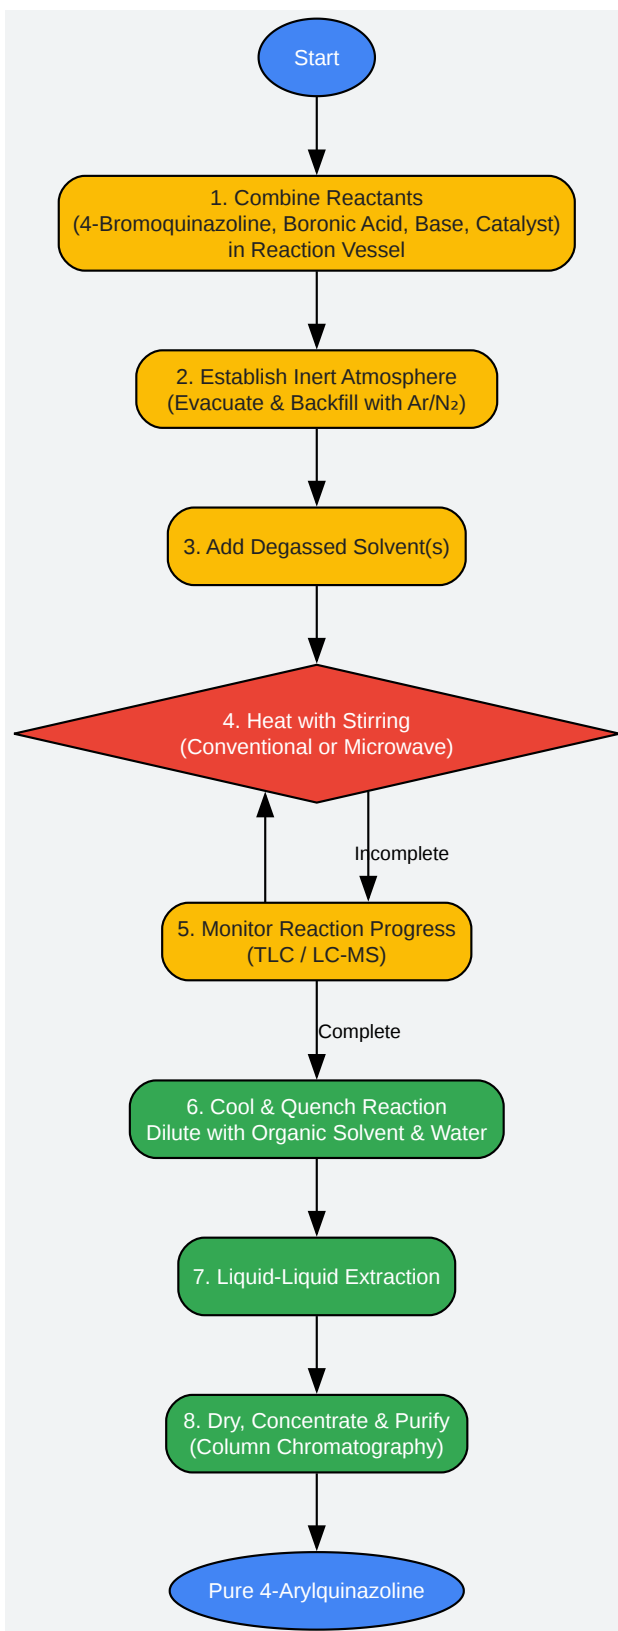 Start
1. Combine Reactants
(4-Bromoquinazoline, Boronic Acid, Base, Catalyst)
in Reaction Vessel
2. Establish Inert Atmosphere
(Evacuate & Backfill with Ar/N₂)
3. Add Degassed Solvent(s)
4. Heat with Stirring
(Conventional or Microwave)
Incomplete
5. Monitor Reaction Progress
(TLC / LC-MS)
Complete
6. Cool & Quench Reaction
Dilute with Organic Solvent & Water
7. Liquid-Liquid Extraction
8. Dry, Concentrate & Purify
(Column Chromatography)
Pure 4-Arylquinazoline